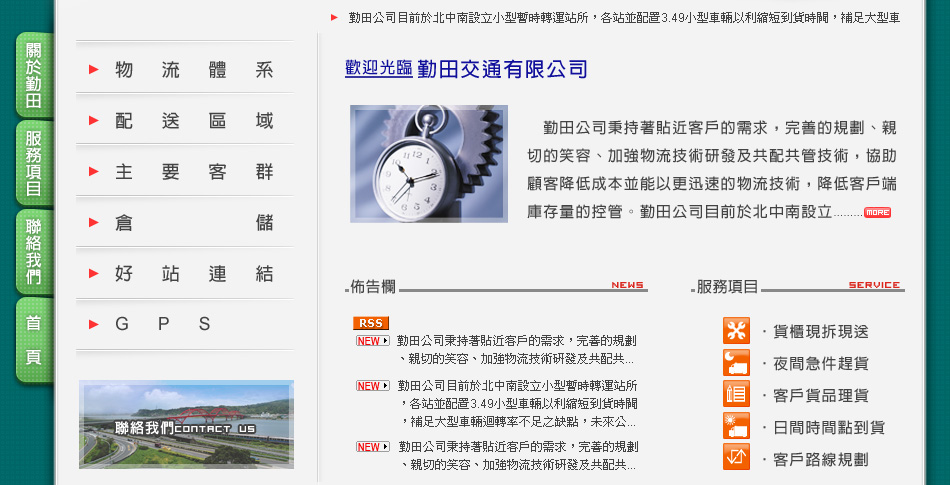 勤田公司目前於北中南設立小型暫時轉運站所，各站並配置3.49小型車輛以利縮短到貨時間，補足大型車
關於勤田
服務項目
聯絡我們
首頁
物流體系
配送區域
主要客群
倉儲
好站連結
GPS
聯絡我們CONTACT US
歡迎光臨 勤田交通有限公司
勤田公司秉持著貼近客戶的需求，完善的規劃、親
切的笑容、加強物流技術研發及共配共管技術，協助
顧客降低成本並能以更迅速的物流技術，降低客戶端
庫存量的控管。勤田公司目前於北中南設立.........MORE
佈告欄 NEWS
RSS
NEW 勤田公司秉持著貼近客戶的需求，完善的規劃
、親切的笑容、加強物流技術研發及共配共...
NEW 勤田公司目前於北中南設立小型暫時轉運站所
，各站並配置3.49小型車輛以利縮短到貨時間
，補足大型車輛迴轉率不足之缺點，未來公...
NEW 勤田公司秉持著貼近客戶的需求，完善的規劃
、親切的笑容、加強物流技術研發及共配共...
服務項目 SERVICE
．貨櫃現拆現送
．夜間急件趕貨
．客戶貨品理貨
．日間時間點到貨
．客戶路線規劃